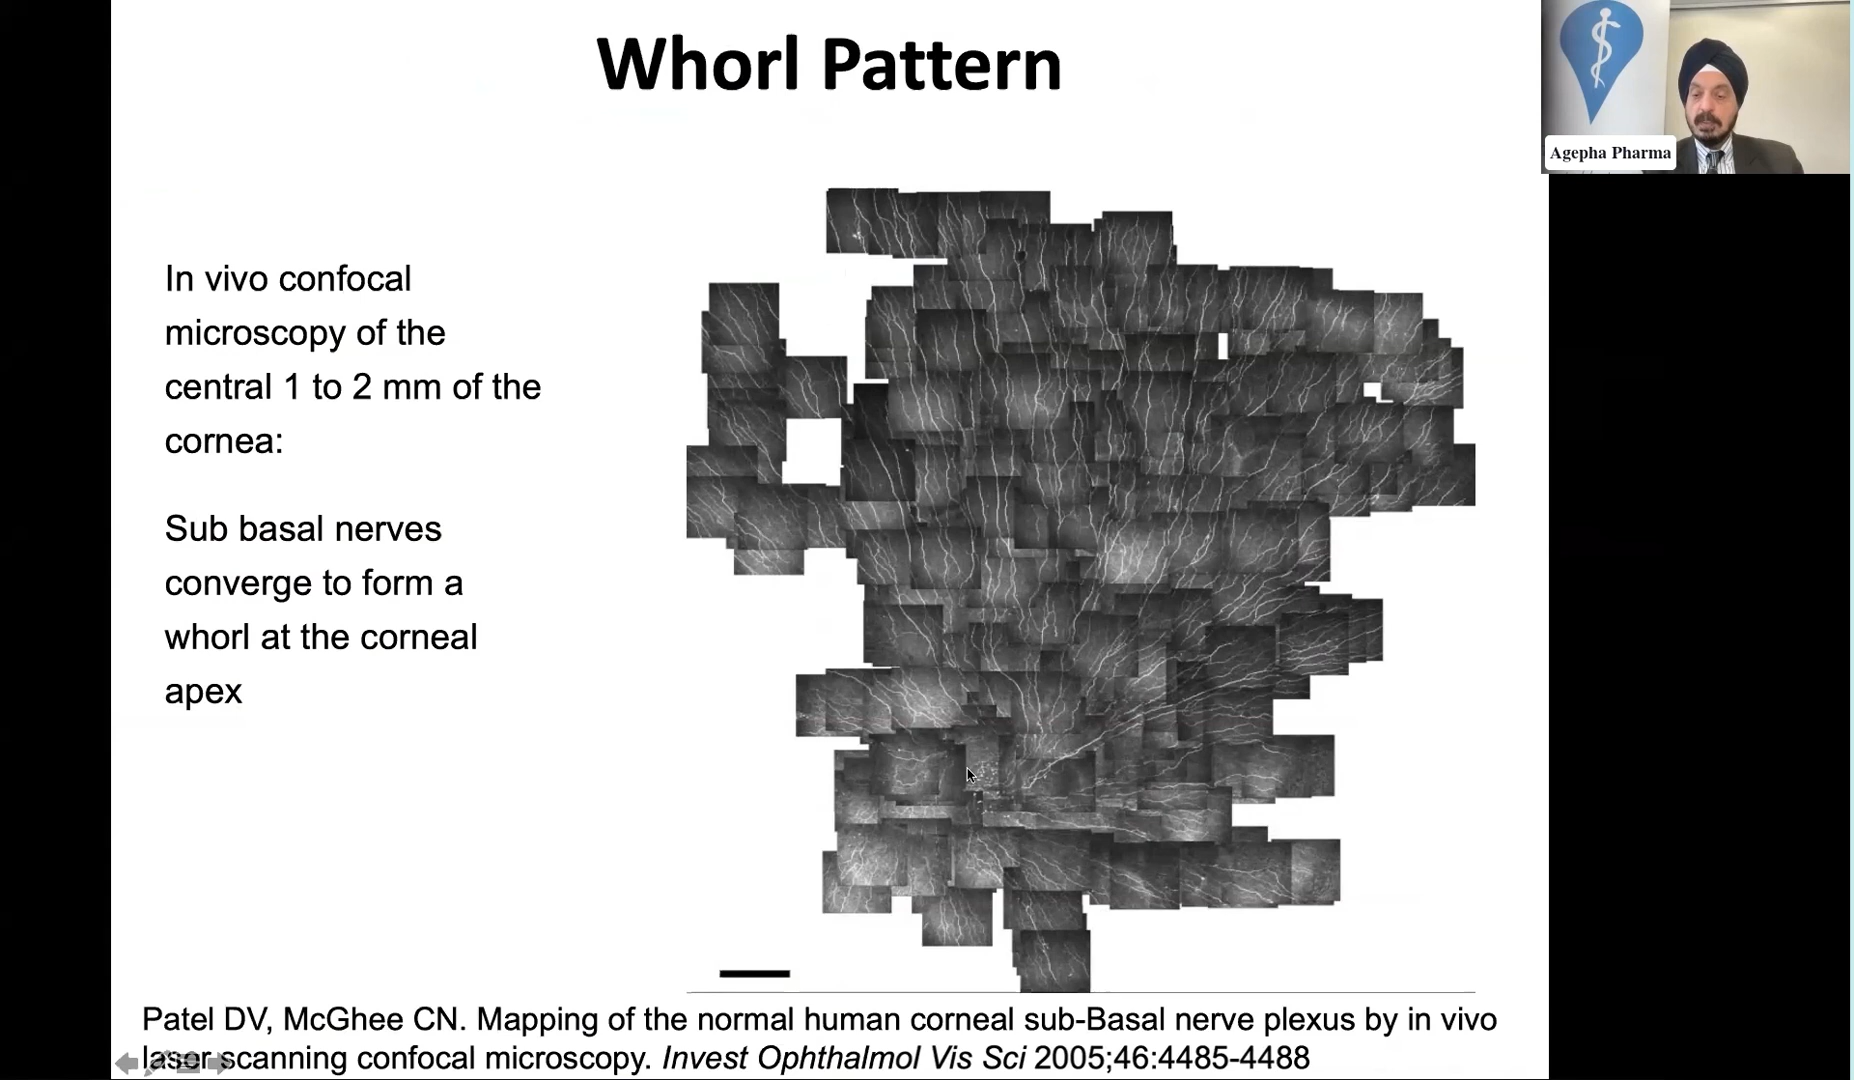 Whorl Pattern
Agepha Pharma
In vivo confocal
microscopy of the
central 1 to 2 mm of the
cornea:
Sub basal nerves
converge to form a
whorl at the corneal
apex
Patel DV, McGhee CN. Mapping of the normal human corneal sub-Basal nerve plexus by in vivo
laser scanning confocal microscopy. Invest Ophthalmol Vis Sci 2005;46:4485-4488